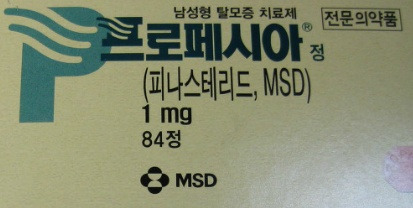 남성형 탈모증 치료제
전문의약품
프로페시아® 정
(피나스테리드, MSD)
1 mg
84정
MSD